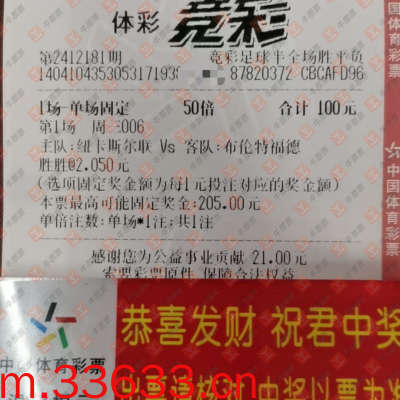 体彩 竞彩
第2412181期 竞彩足球半全场胜平负
87820372 CBCAFD96
1场-单场固定 50倍 合计 100元
第1场 周三006
主队:纽卡斯尔联 Vs 客队:布伦特福德
胜胜@2.050元
(选项固定奖金额为每1元投注对应的奖金额)
本票最高可能固定奖金:205.00元
单倍注数:单场*1注;共1注
感谢您为公益事业贡献 21.00元
索要彩票原件 保障合法权益
中国体育彩票
恭喜发财 祝君中奖
中国体育彩票
m.33633.cn